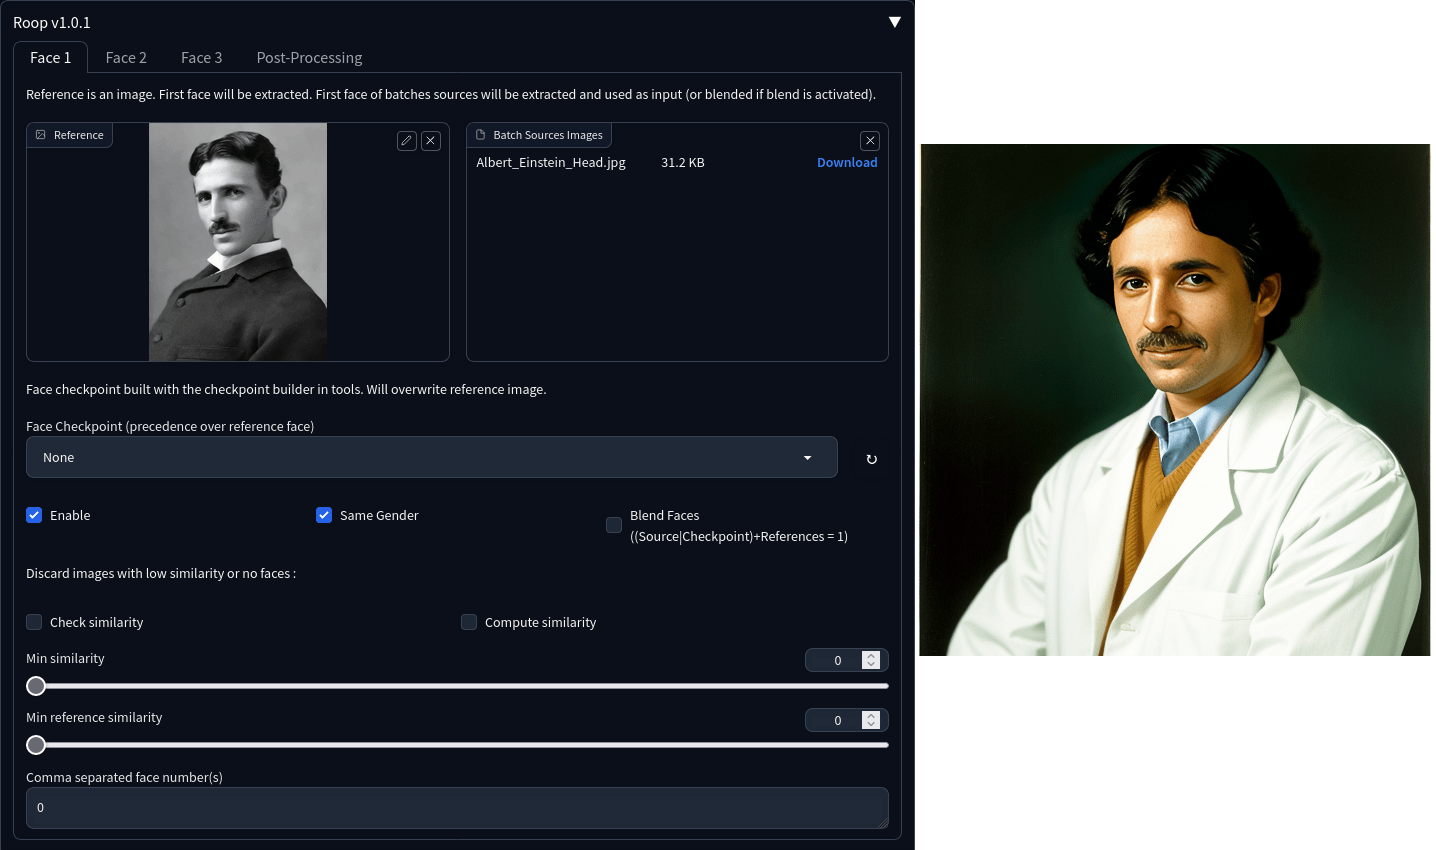 Roop v1.0.1
Face 1 Face 2 Face 3 Post-Processing
Reference is an image. First face will be extracted. First face of batches sources will be extracted and used as input (or blended if blend is activated).
Reference
Batch Sources Images
Albert_Einstein_Head.jpg 31.2 KB Download
Face checkpoint built with the checkpoint builder in tools. Will overwrite reference image.
Face Checkpoint (precedence over reference face)
None
Enable
Same Gender
Blend Faces
((Source|Checkpoint)+References = 1)
Discard images with low similarity or no faces :
Check similarity
Compute similarity
Min similarity
0
Min reference similarity
0
Comma separated face number(s)
0